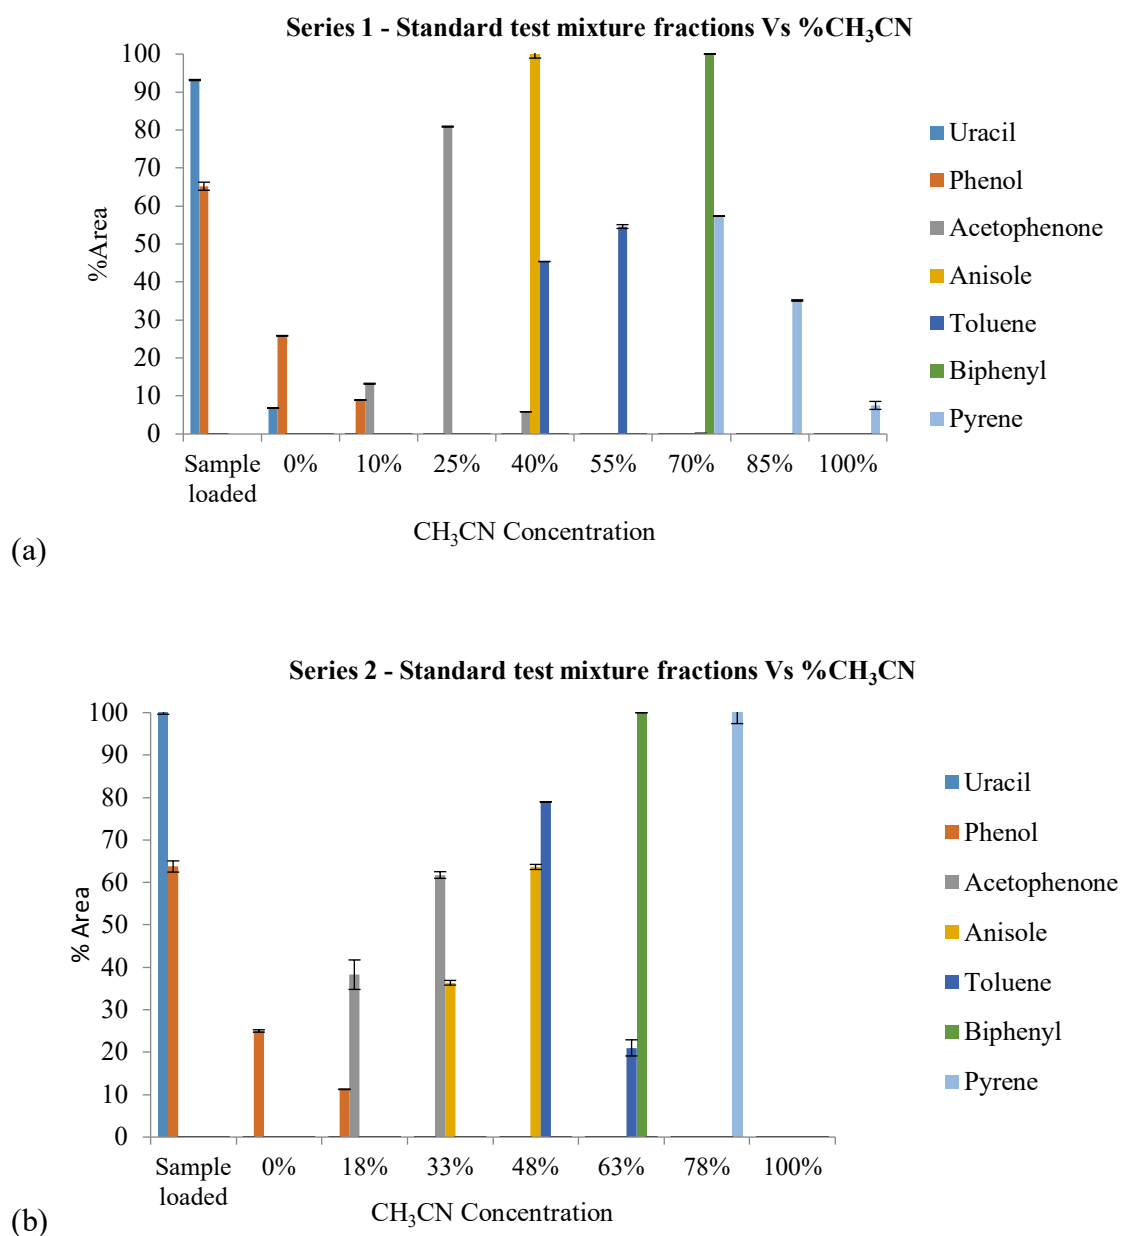 Series 1 - Standard test mixture fractions Vs %CH₃CN
100
90
80
70
60
50
40
30
20
10
0
%Area
Sample loaded
0%
10%
25%
40%
55%
70%
85%
100%
CH₃CN Concentration
Uracil
Phenol
Acetophenone
Anisole
Toluene
Biphenyl
Pyrene
(a)
Series 2 - Standard test mixture fractions Vs %CH₃CN
100
90
80
70
60
50
40
30
20
10
0
% Area
Sample loaded
0%
18%
33%
48%
63%
78%
100%
CH₃CN Concentration
Uracil
Phenol
Acetophenone
Anisole
Toluene
Biphenyl
Pyrene
(b)